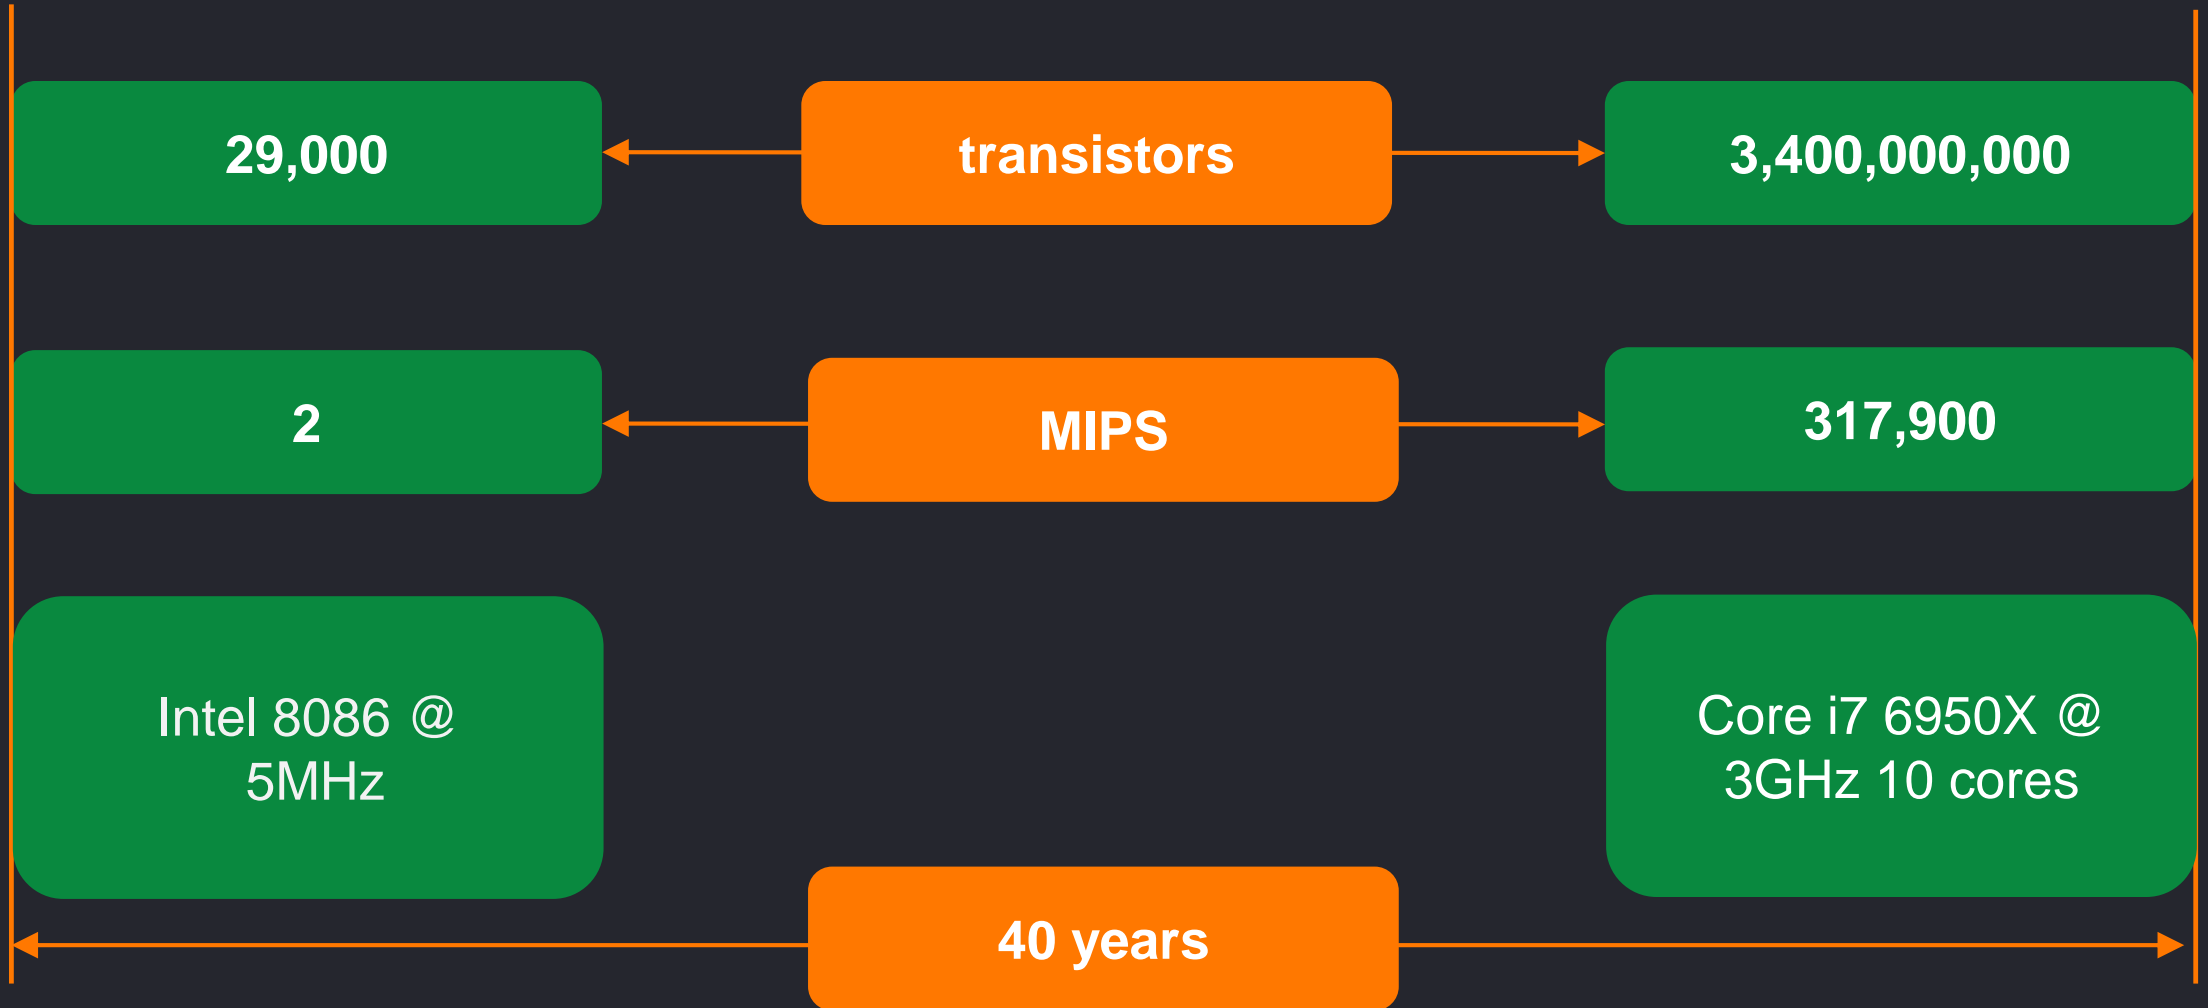 29,000
transistors
3,400,000,000
2
MIPS
317,900
Intel 8086 @
5MHz
Core i7 6950X @
3GHz 10 cores
40 years